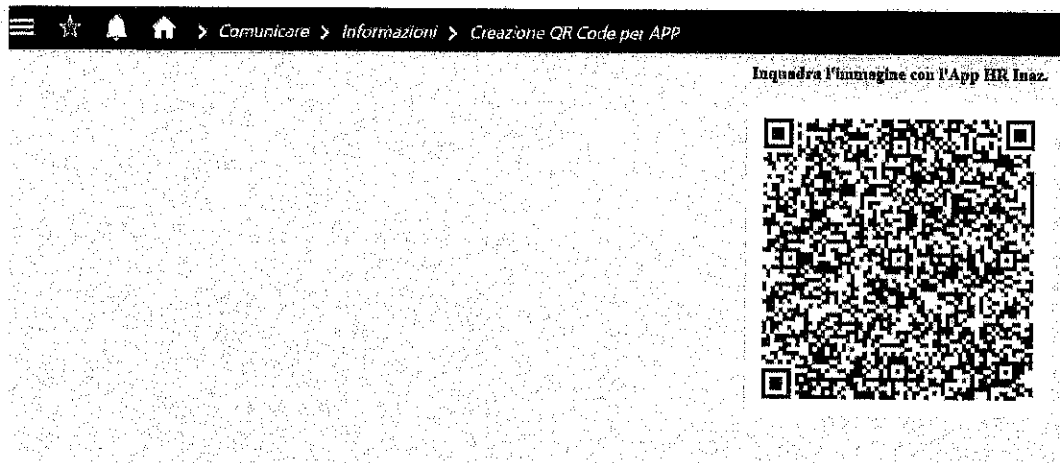 > Comunicare > Informazioni > Creazione QR Code per APP
Inquadra l'immagine con l'App HR Inaz.